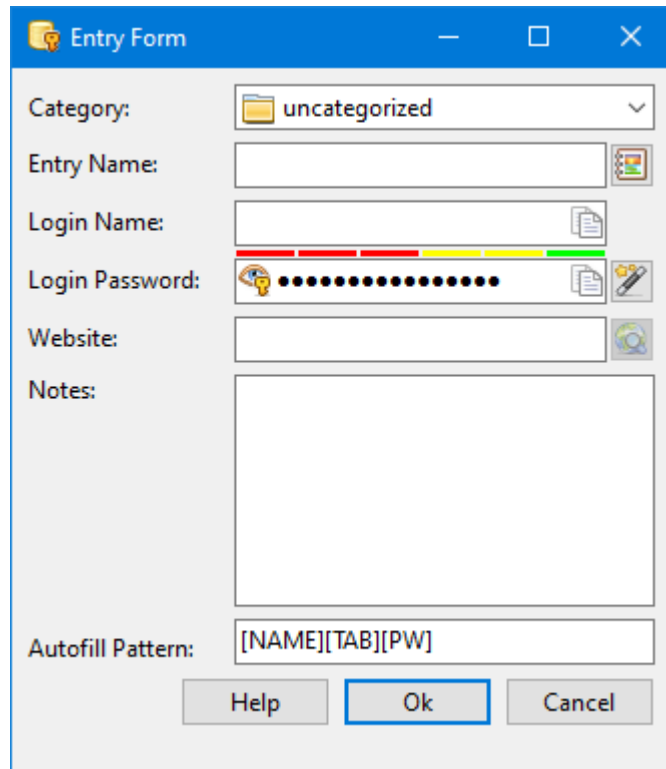 Entry Form
Category:
uncategorized
Entry Name:
Login Name:
Login Password:
••••••••••••••••
Website:
Notes:
Autofill Pattern:
[NAME][TAB][PW]
Help
Ok
Cancel